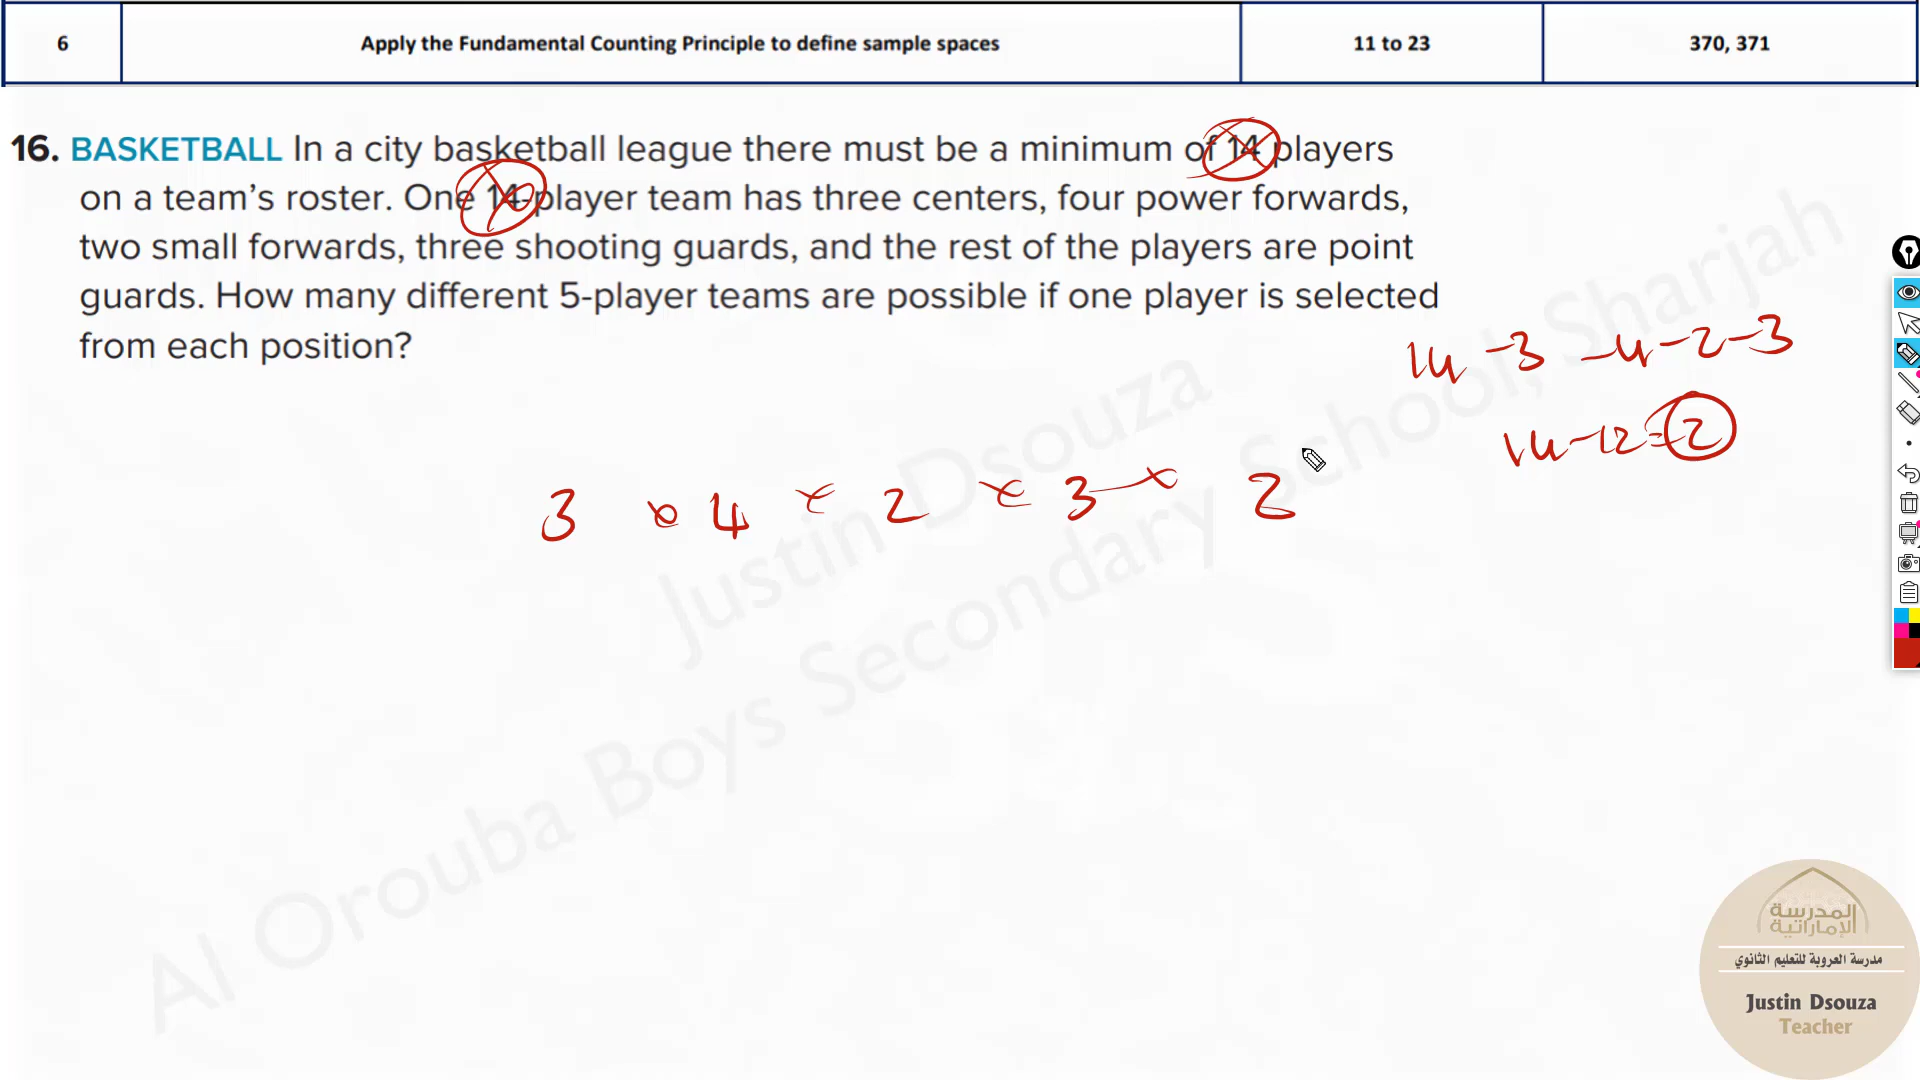 6 Apply the Fundamental Counting Principle to define sample spaces 11 to 23 370, 371
16. BASKETBALL In a city basketball league there must be a minimum of 14 players
on a team's roster. One 14-player team has three centers, four power forwards,
two small forwards, three shooting guards, and the rest of the players are point
guards. How many different 5-player teams are possible if one player is selected
from each position?
14 - 3 - 4 - 2 - 3
14 - 12 = 2
3 × 4 × 2 × 3 × 2
Justin Dsouza
Al Orouba Boys Secondary School, Sharjah
المدرسة
الإماراتية
مدرسة العروبة للتعليم الثانوي
Justin Dsouza
Teacher